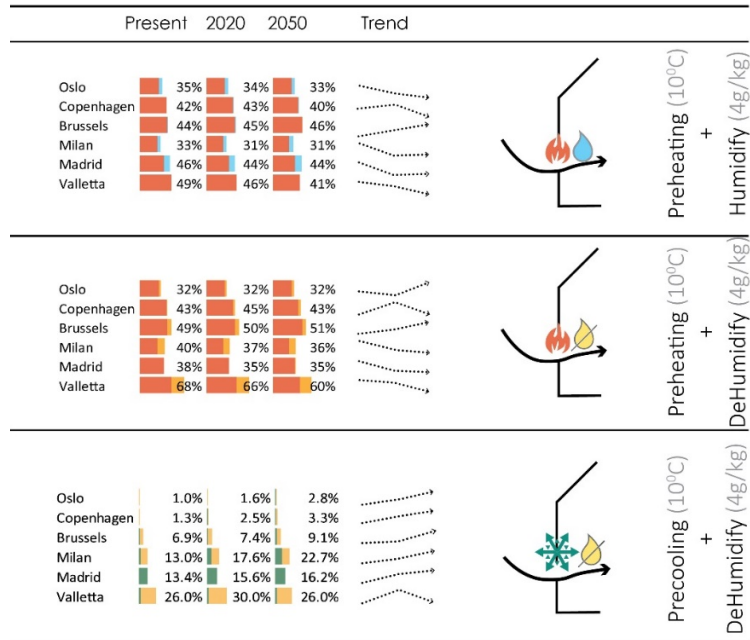 Present 2020 2050 Trend
Oslo 35% 34% 33%
Copenhagen 42% 43% 40%
Brussels 44% 45% 46%
Milan 33% 31% 31%
Madrid 46% 44% 44%
Valletta 49% 46% 41%
Preheating (10⁰C)
+
Humidify (4g/kg)
Oslo 32% 32% 32%
Copenhagen 43% 45% 43%
Brussels 49% 50% 51%
Milan 40% 37% 36%
Madrid 38% 35% 35%
Valletta 68% 66% 60%
Preheating (10⁰C)
+
DeHumidify (4g/kg)
Oslo 1.0% 1.6% 2.8%
Copenhagen 1.3% 2.5% 3.3%
Brussels 6.9% 7.4% 9.1%
Milan 13.0% 17.6% 22.7%
Madrid 13.4% 15.6% 16.2%
Valletta 26.0% 30.0% 26.0%
Precooling (10⁰C)
+
DeHumidify (4g/kg)